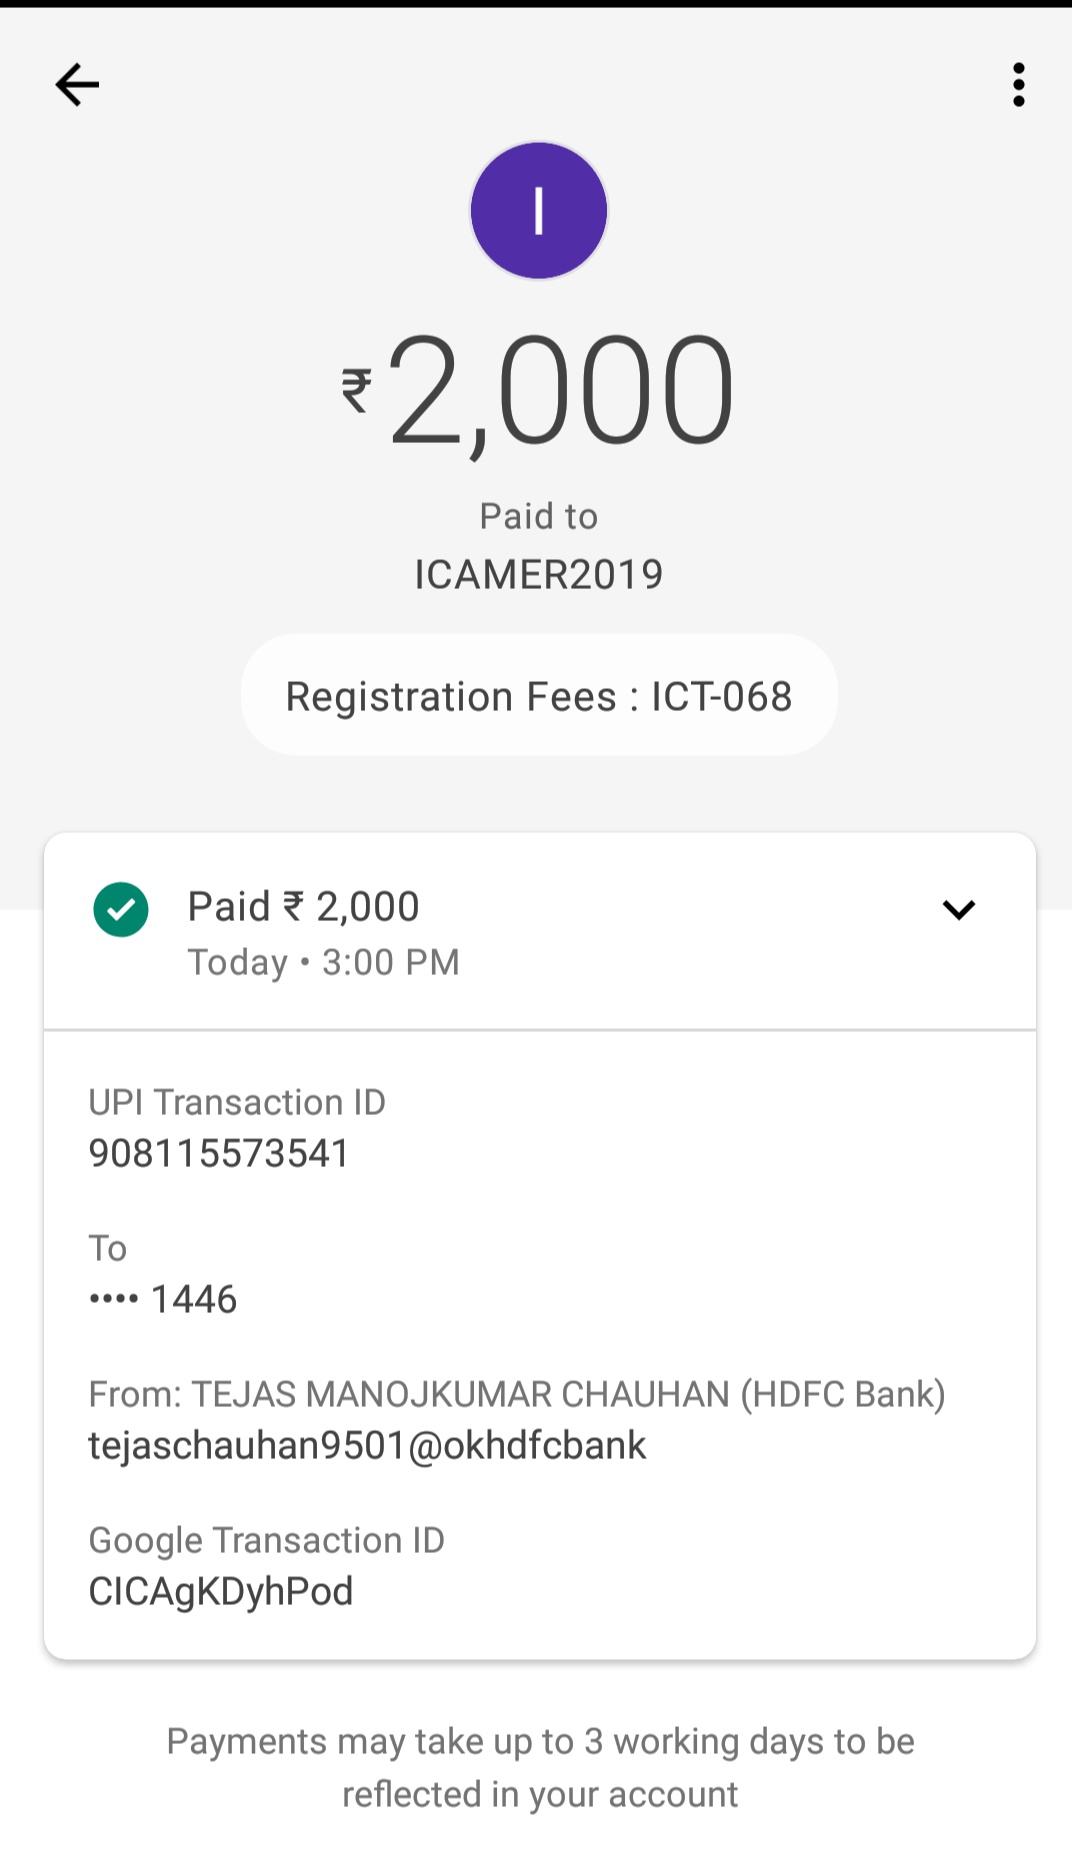 I
₹2,000
Paid to
ICAMER2019
Registration Fees : ICT-068
Paid ₹ 2,000
Today • 3:00 PM
UPI Transaction ID
908115573541
To
•••• 1446
From: TEJAS MANOJKUMAR CHAUHAN (HDFC Bank)
tejaschauhan9501@okhdfcbank
Google Transaction ID
CICAgKDyhPod
Payments may take up to 3 working days to be
reflected in your account